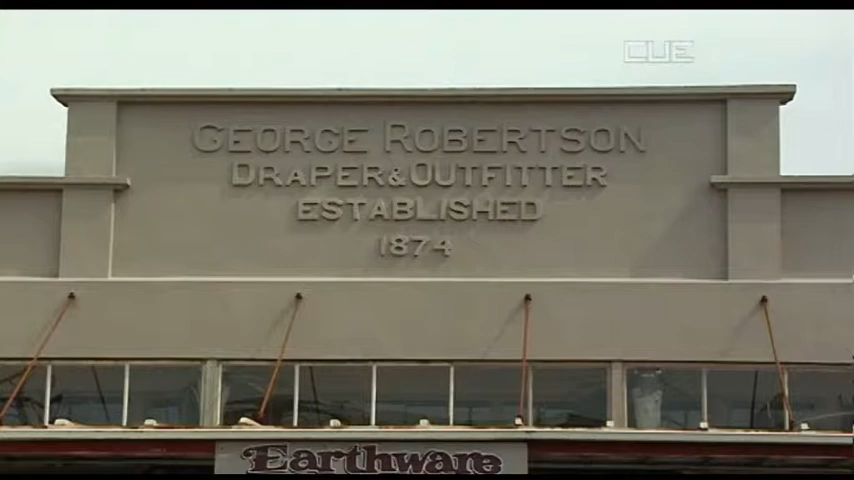 CUE
GEORGE ROBERTSON
DRAPER & OUTFITTER
ESTABLISHED
1874
Earthware